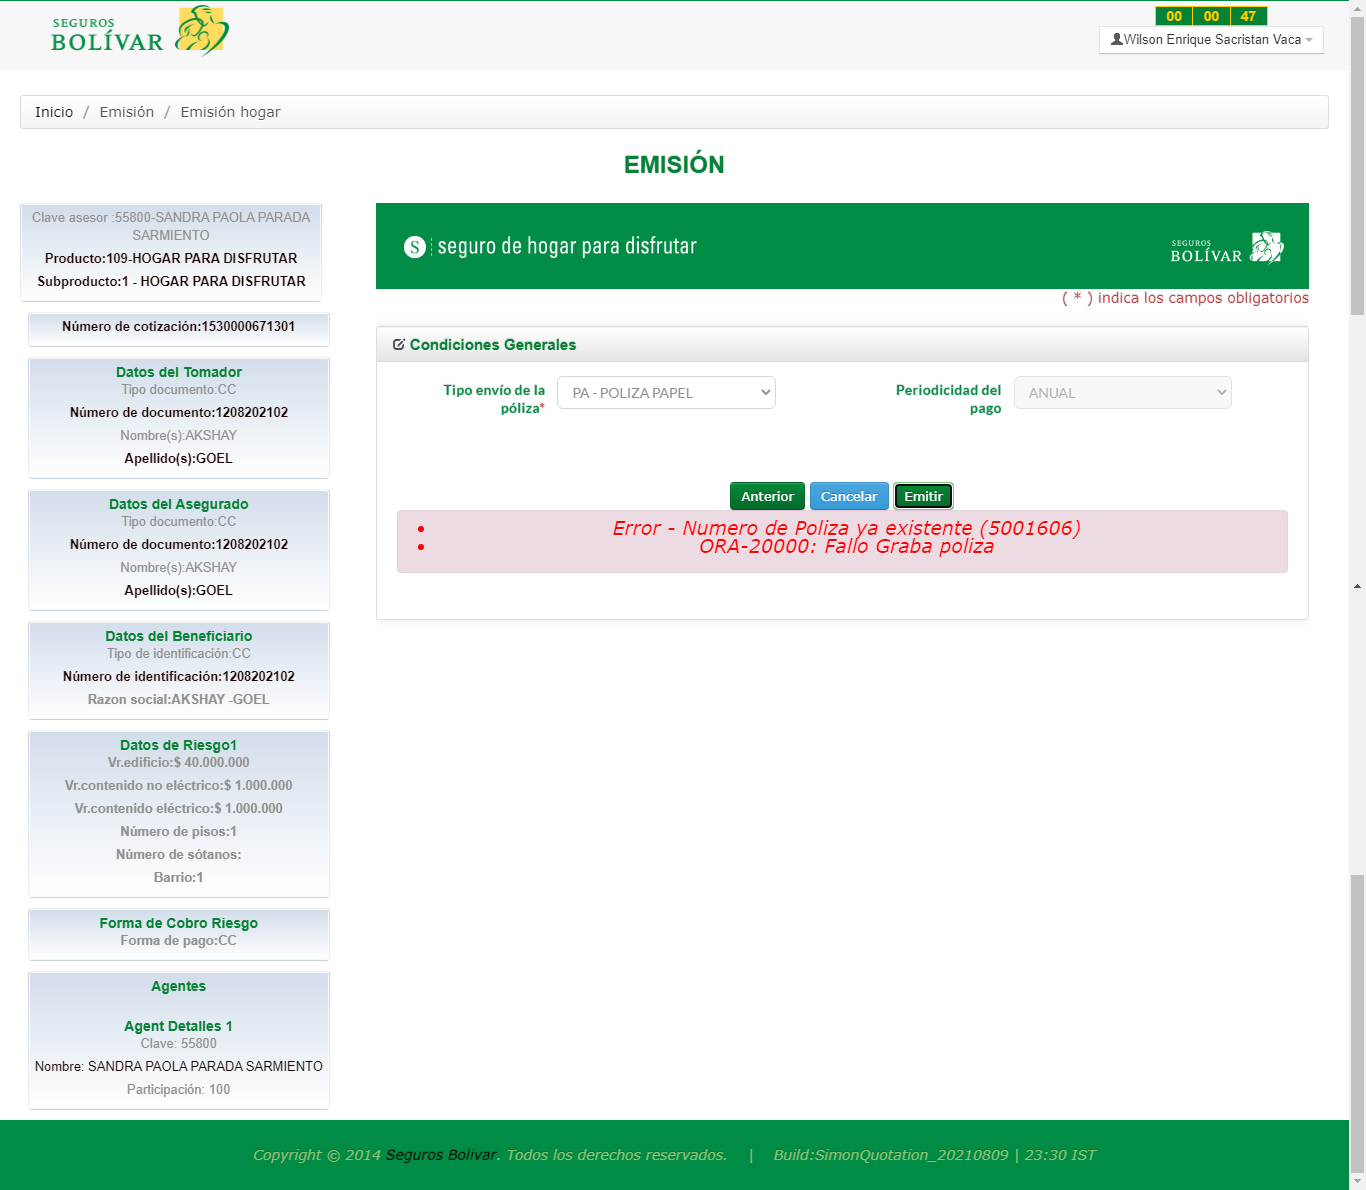 SEGUROS
BOLÍVAR
00 00 47
Wilson Enrique Sacristan Vaca
Inicio / Emisión / Emisión hogar
EMISIÓN
Clave asesor :55800-SANDRA PAOLA PARADA
SARMIENTO
Producto:109-HOGAR PARA DISFRUTAR
Subproducto:1 - HOGAR PARA DISFRUTAR
Número de cotización:1530000671301
Datos del Tomador
Tipo documento:CC
Número de documento:1208202102
Nombre(s):AKSHAY
Apellido(s):GOEL
Datos del Asegurado
Tipo documento:CC
Número de documento:1208202102
Nombre(s):AKSHAY
Apellido(s):GOEL
Datos del Beneficiario
Tipo de identificación:CC
Número de identificación:1208202102
Razon social:AKSHAY -GOEL
Datos de Riesgo1
Vr.edificio:$ 40.000.000
Vr.contenido no eléctrico:$ 1.000.000
Vr.contenido eléctrico:$ 1.000.000
Número de pisos:1
Número de sótanos:
Barrio:1
Forma de Cobro Riesgo
Forma de pago:CC
Agentes
Agent Detalles 1
Clave: 55800
Nombre: SANDRA PAOLA PARADA SARMIENTO
Participación: 100
S seguro de hogar para disfrutar
SEGUROS
BOLÍVAR
( * ) indica los campos obligatorios
Condiciones Generales
Tipo envío de la
póliza*
PA - POLIZA PAPEL
Periodicidad del
pago
ANUAL
Anterior Cancelar Emitir
Error - Numero de Poliza ya existente (5001606)
ORA-20000: Fallo Graba poliza
Copyright © 2014 Seguros Bolivar. Todos los derechos reservados. | Build:SimonQuotation_20210809 | 23:30 IST